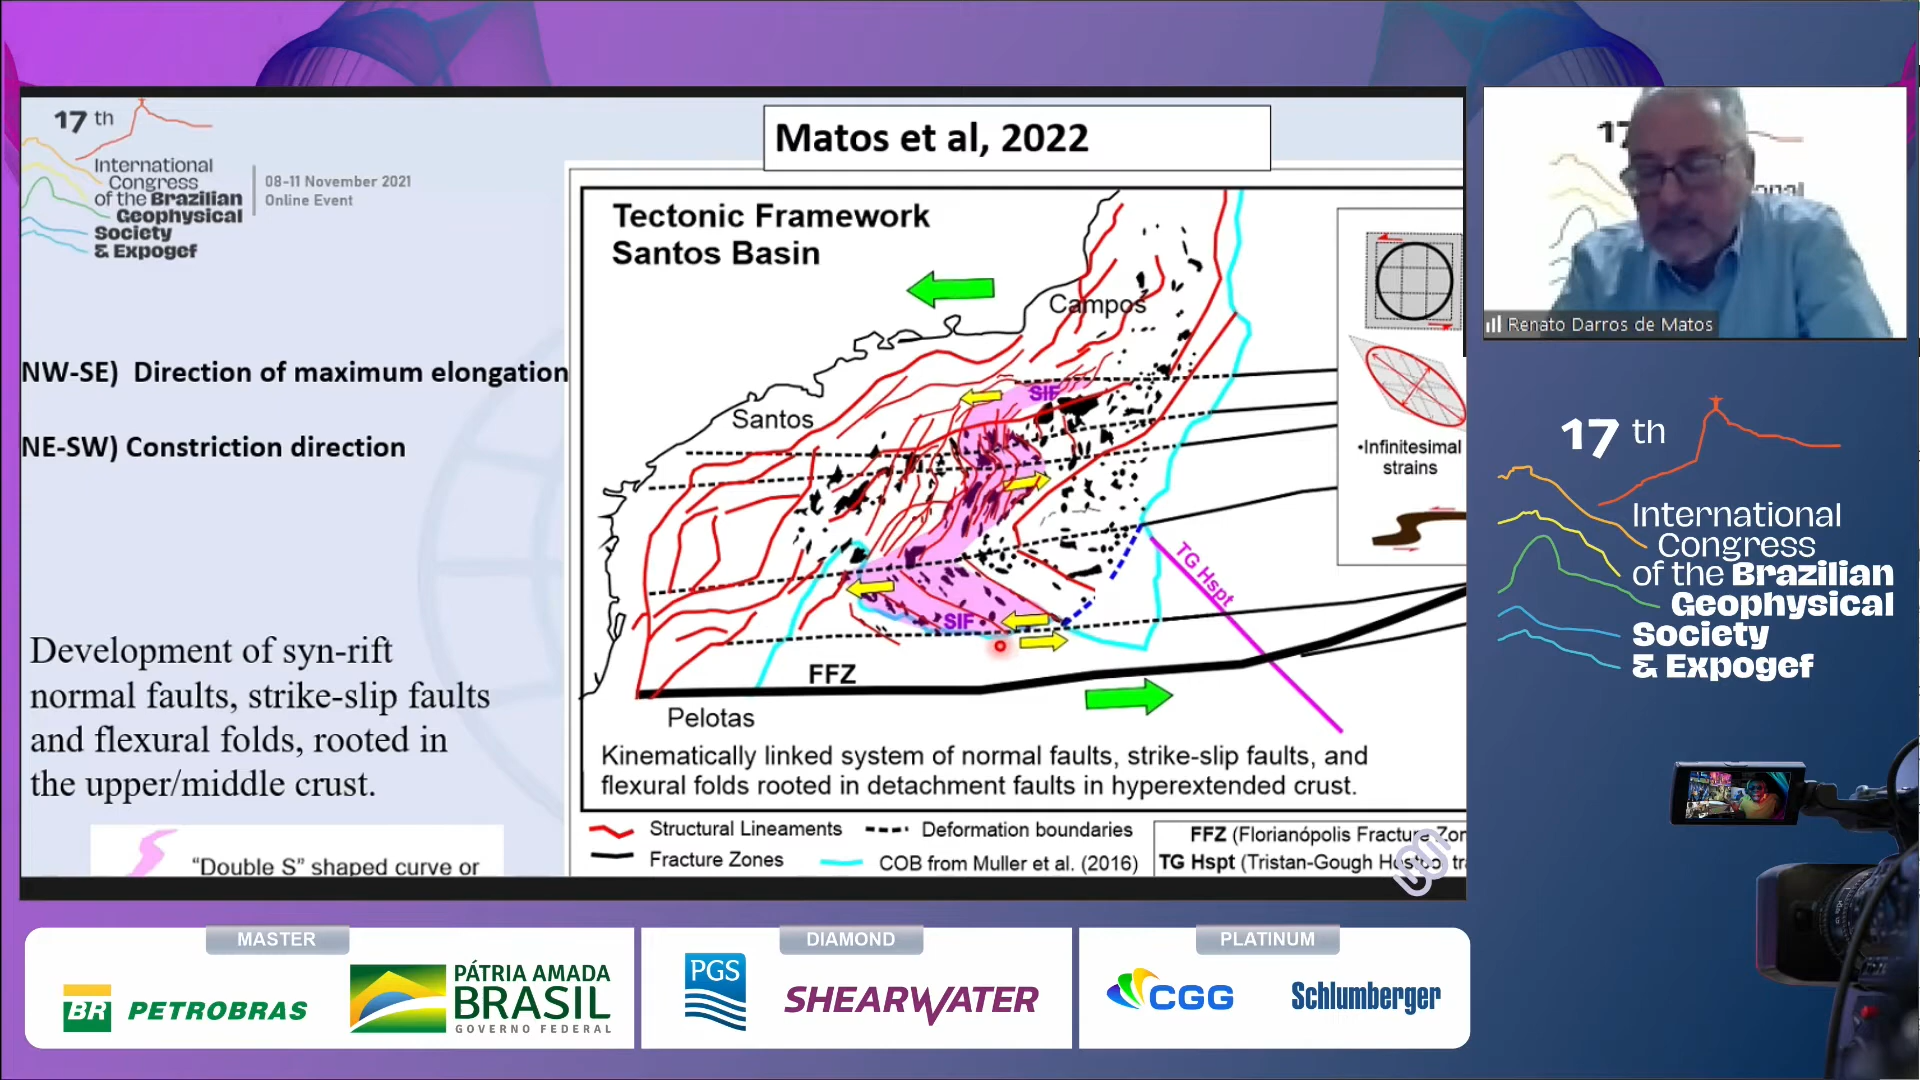 17 th
International
Congress
of the Brazilian
Geophysical
Society
& Expogef
08-11 November 2021
Online Event
NW-SE) Direction of maximum elongation
NE-SW) Constriction direction
Development of syn-rift
normal faults, strike-slip faults
and flexural folds, rooted in
the upper/middle crust.
"Double S" shaped curve or
Matos et al, 2022
Tectonic Framework
Santos Basin
Campos
SIF
Santos
•Infinitesimal
strains
TG Hspt
SIF
FFZ
Pelotas
Kinematically linked system of normal faults, strike-slip faults, and
flexural folds rooted in detachment faults in hyperextended crust.
Structural Lineaments
Deformation boundaries
Fracture Zones
COB from Muller et al. (2016)
FFZ (Florianópolis Fracture Zon
TG Hspt (Tristan-Gough Hostpo tra
17
Renato Darros de Matos
17 th
International
Congress
of the Brazilian
Geophysical
Society
& Expogef
MASTER
BR PETROBRAS
PÁTRIA AMADA
BRASIL
GOVERNO FEDERAL
DIAMOND
PGS
SHEARWATER
PLATINUM
CGG
Schlumberger